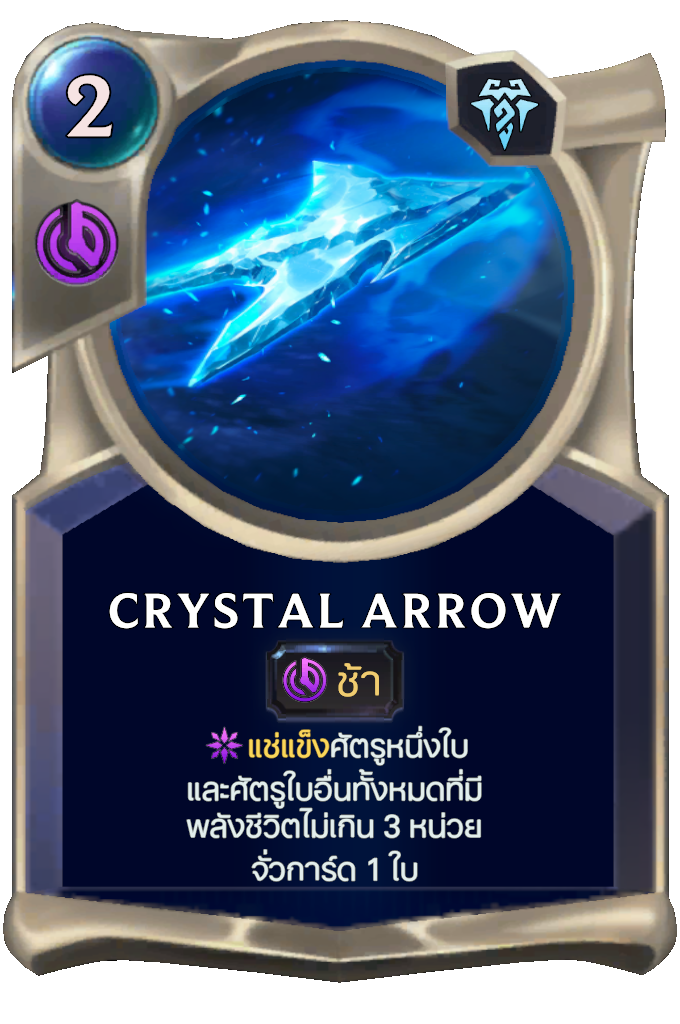 2
CRYSTAL ARROW
ช้า
แช่แข็งศัตรูหนึ่งใบ
และศัตรูใบอื่นทั้งหมดที่มี
พลังชีวิตไม่เกิน 3 หน่วย
จั่วการ์ด 1 ใบ